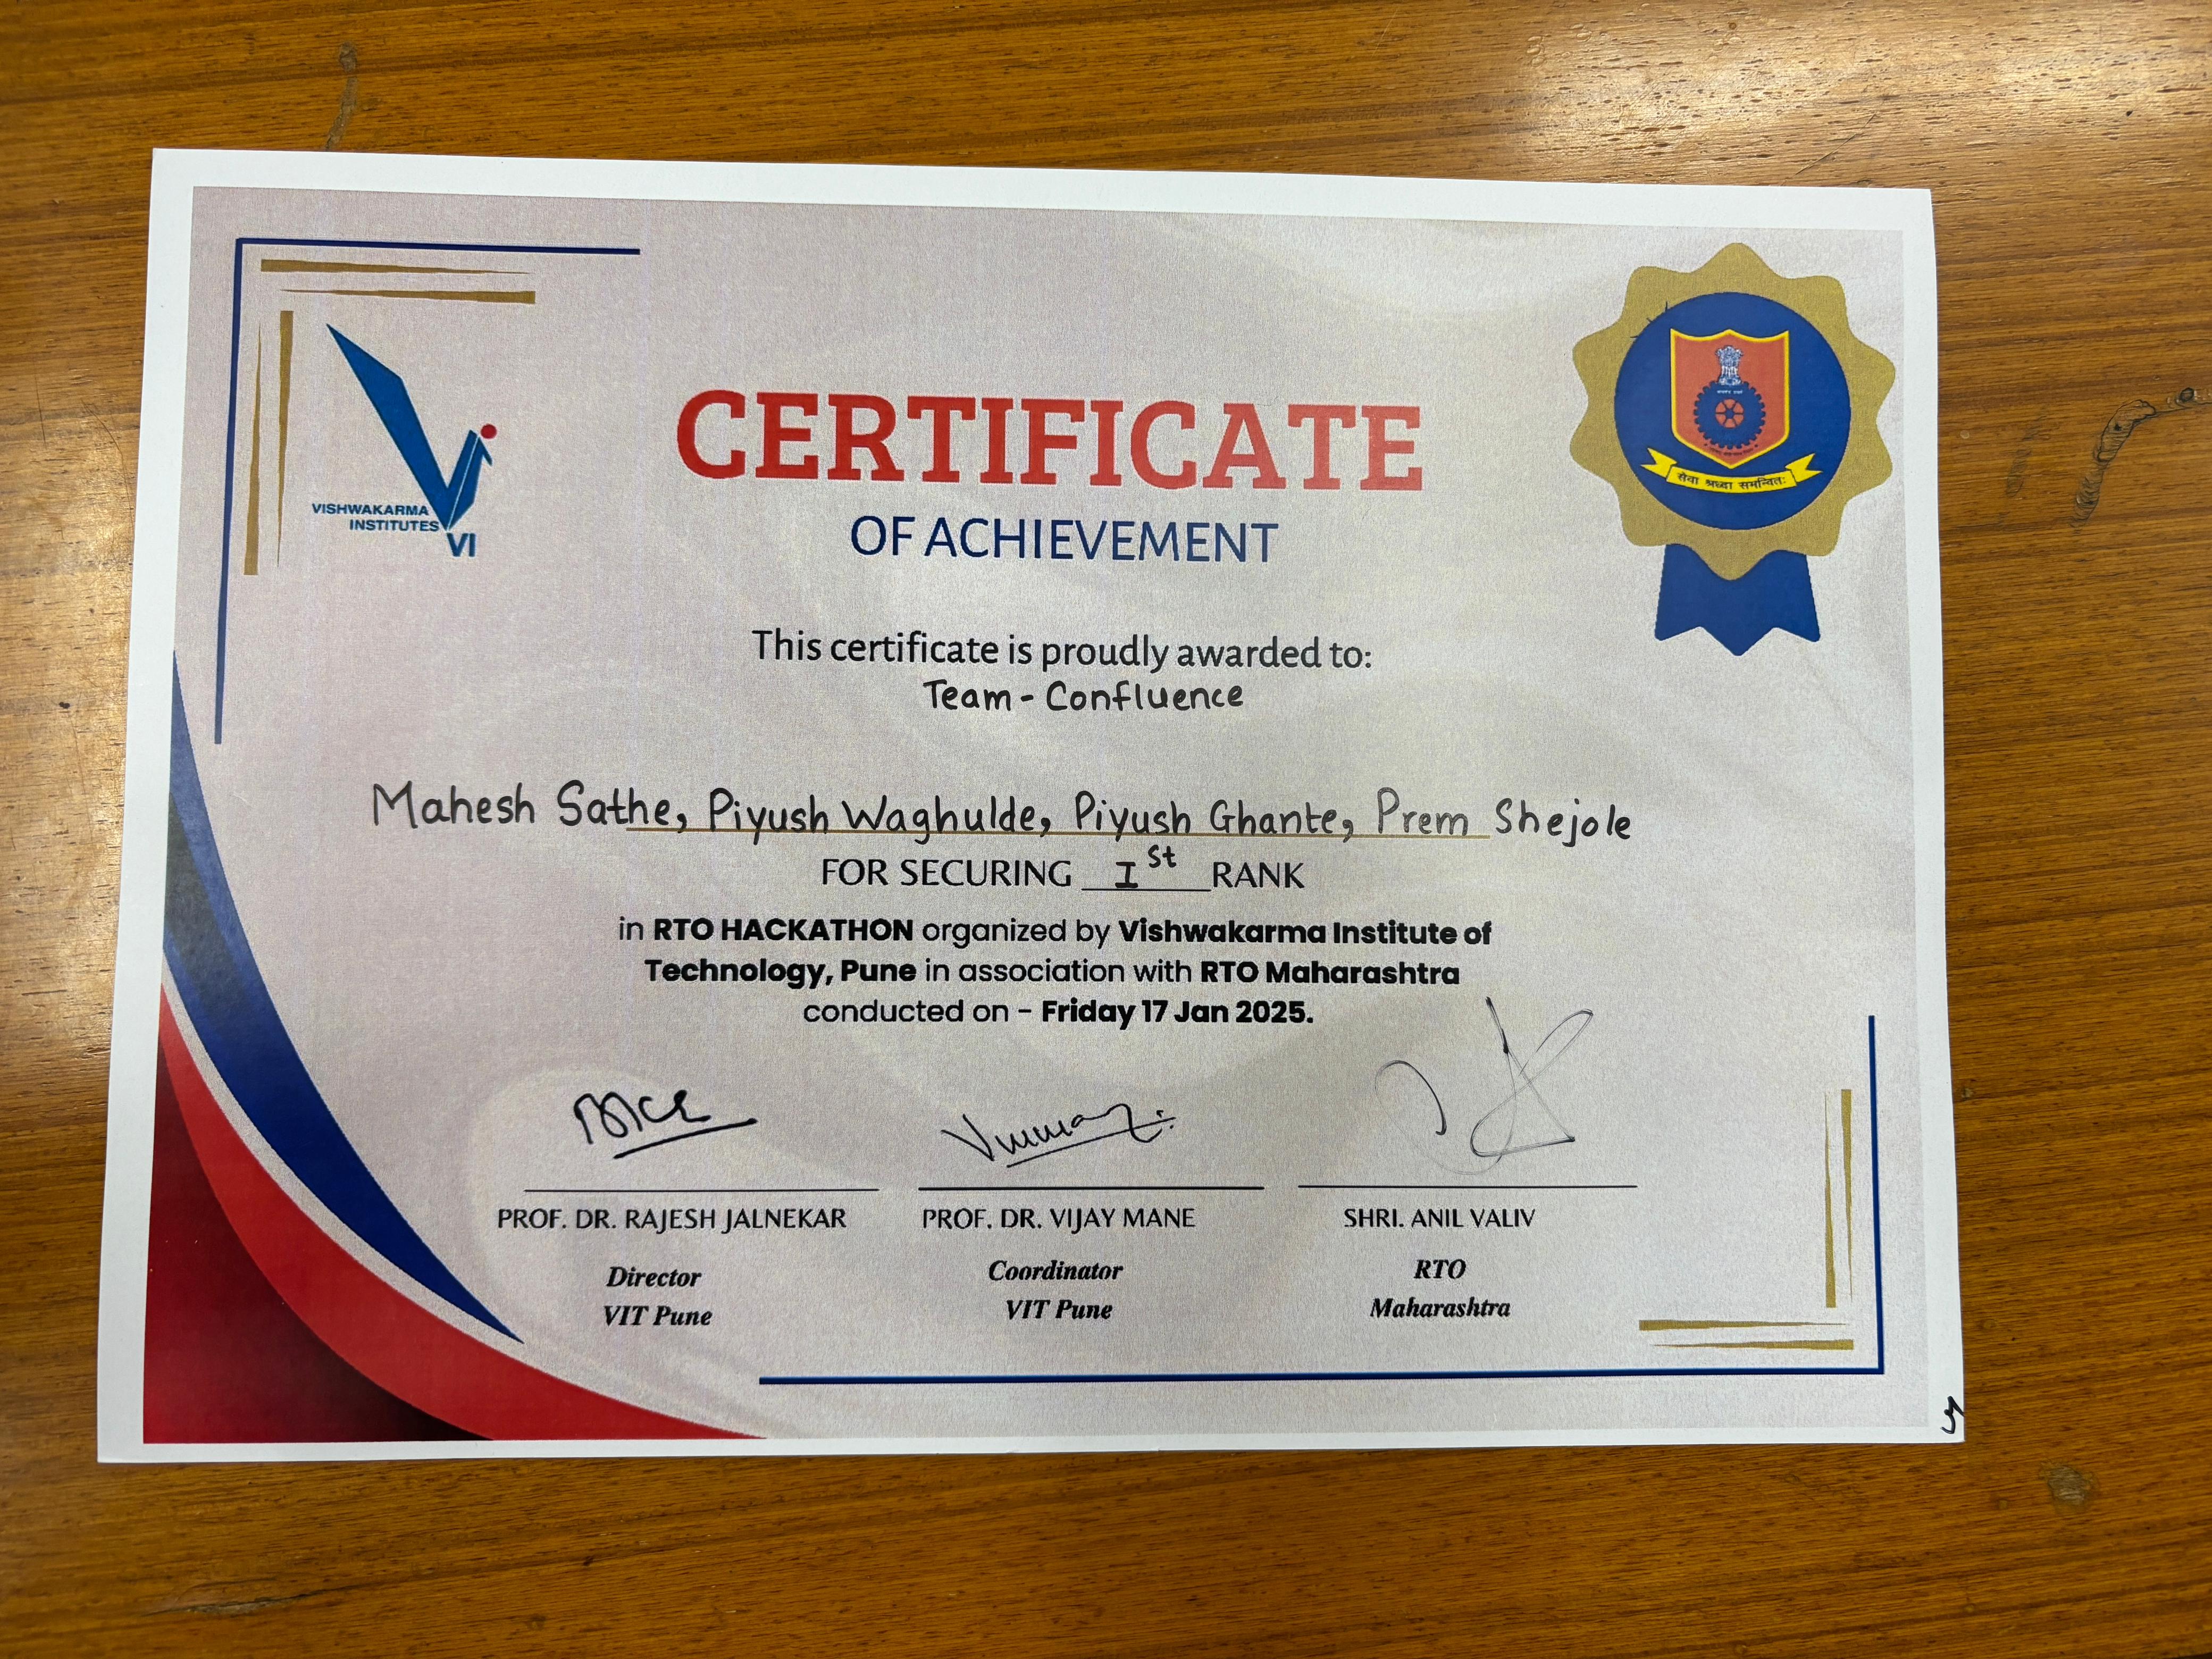 VISHWAKARMA
INSTITUTES
VI
सेवा श्रध्दा समन्वितः
CERTIFICATE
OF ACHIEVEMENT
This certificate is proudly awarded to:
Team - Confluence
Mahesh Sathe, Piyush Waghulde, Piyush Ghante, Prem Shejole
FOR SECURING Ist RANK
in RTO HACKATHON organized by Vishwakarma Institute of
Technology, Pune in association with RTO Maharashtra
conducted on - Friday 17 Jan 2025.
PROF. DR. RAJESH JALNEKAR
Director
VIT Pune
PROF. DR. VIJAY MANE
Coordinator
VIT Pune
SHRI. ANIL VALIV
RTO
Maharashtra